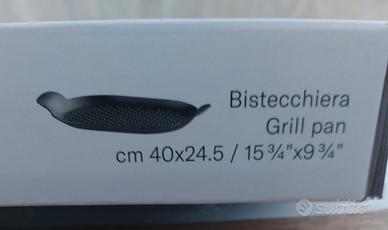 Bistecchiera
Grill pan
cm 40x24.5 / 15 ¾"x9 ¾"
subito